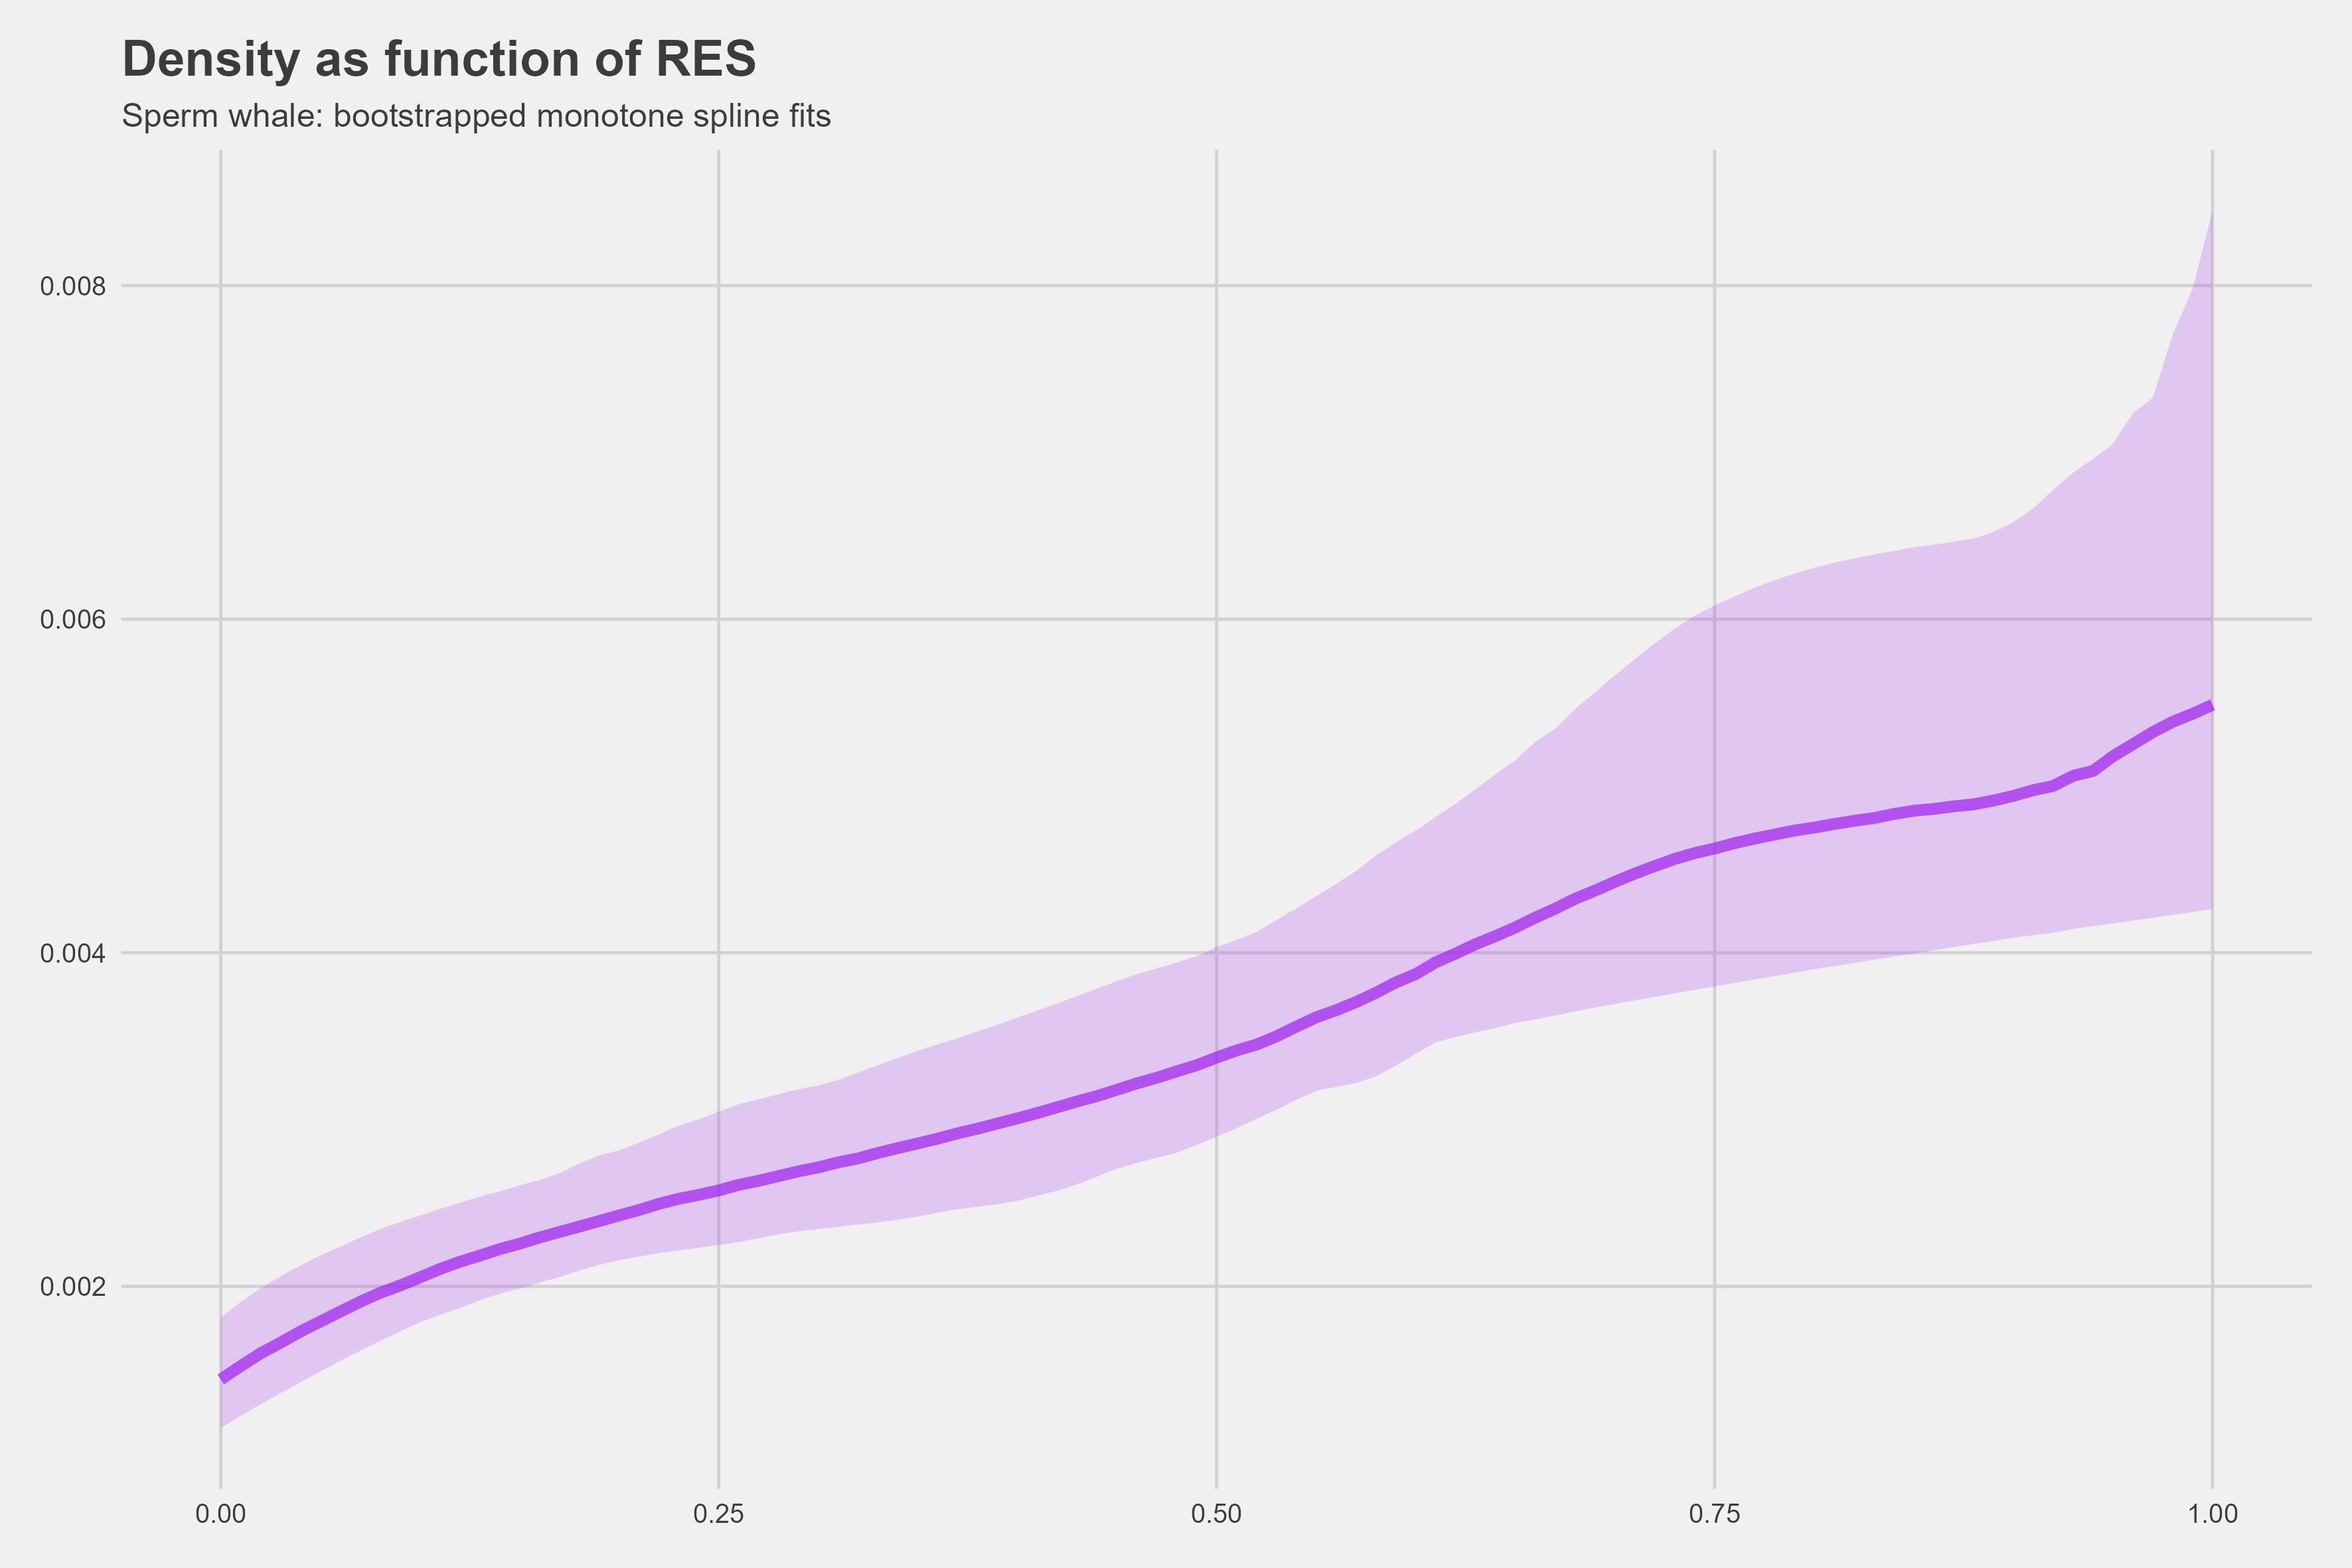 Density as function of RES
Sperm whale: bootstrapped monotone spline fits
0.008
0.006
0.004
0.002
0.00 0.25 0.50 0.75 1.00